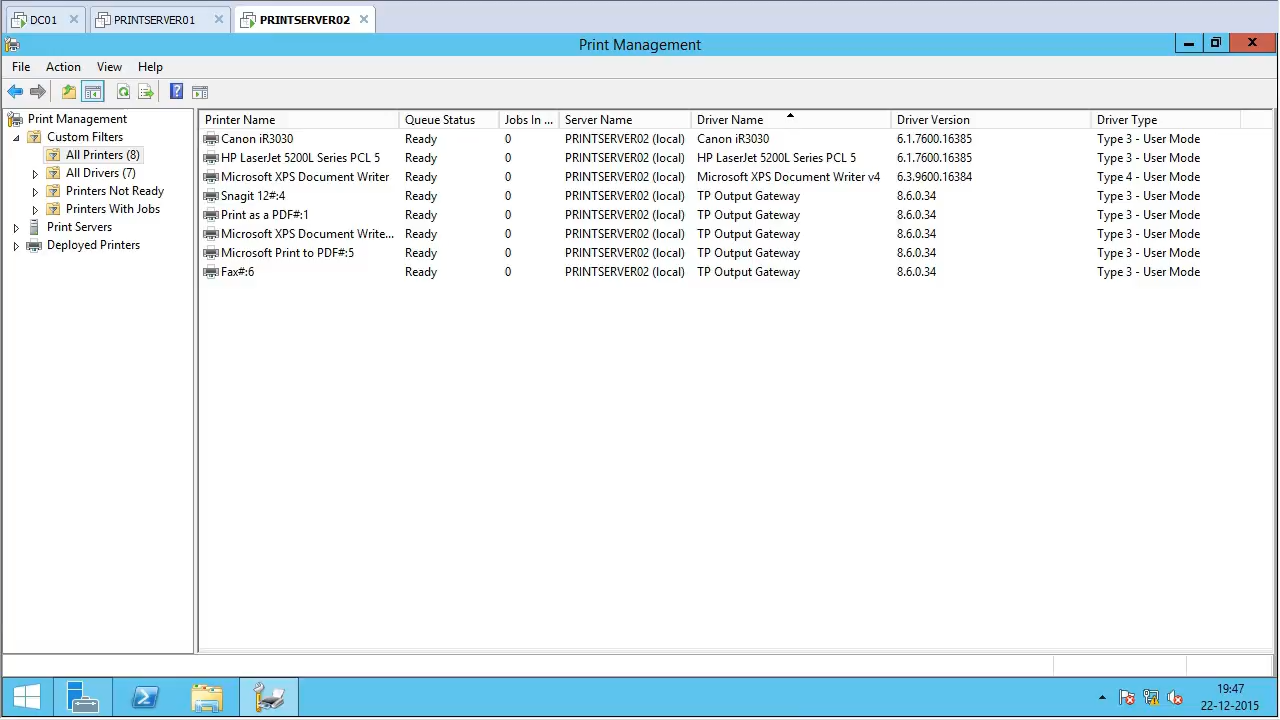 DC01 PRINTSERVER01 PRINTSERVER02
Print Management
File Action View Help
Print Management
Custom Filters
All Printers (8)
All Drivers (7)
Printers Not Ready
Printers With Jobs
Print Servers
Deployed Printers
Printer Name Queue Status Jobs In ... Server Name Driver Name Driver Version Driver Type
Canon iR3030 Ready 0 PRINTSERVER02 (local) Canon iR3030 6.1.7600.16385 Type 3 - User Mode
HP LaserJet 5200L Series PCL 5 Ready 0 PRINTSERVER02 (local) HP LaserJet 5200L Series PCL 5 6.1.7600.16385 Type 3 - User Mode
Microsoft XPS Document Writer Ready 0 PRINTSERVER02 (local) Microsoft XPS Document Writer v4 6.3.9600.16384 Type 4 - User Mode
Snagit 12#:4 Ready 0 PRINTSERVER02 (local) TP Output Gateway 8.6.0.34 Type 3 - User Mode
Print as a PDF#:1 Ready 0 PRINTSERVER02 (local) TP Output Gateway 8.6.0.34 Type 3 - User Mode
Microsoft XPS Document Write... Ready 0 PRINTSERVER02 (local) TP Output Gateway 8.6.0.34 Type 3 - User Mode
Microsoft Print to PDF#:5 Ready 0 PRINTSERVER02 (local) TP Output Gateway 8.6.0.34 Type 3 - User Mode
Fax#:6 Ready 0 PRINTSERVER02 (local) TP Output Gateway 8.6.0.34 Type 3 - User Mode
19:47
22-12-2015